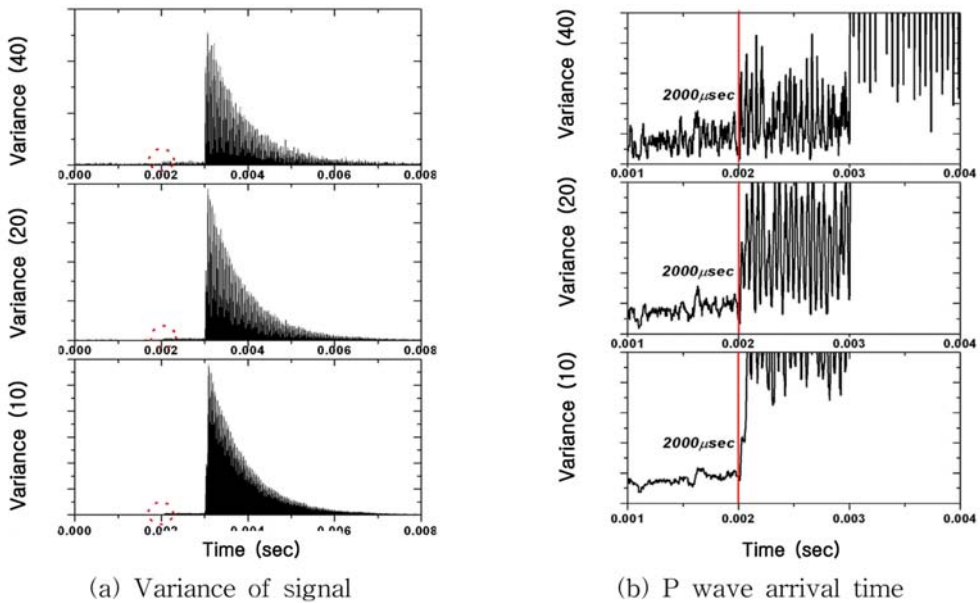 Variance (40)
0.000 0.002 0.004 0.006 0.008
Variance (20)
0.000 0.002 0.004 0.006 0.008
Variance (10)
0.000 0.002 0.004 0.006 0.008
Time (sec)
(a) Variance of signal
Variance (40)
2000μsec
0.001 0.002 0.003 0.004
Variance (20)
2000μsec
0.001 0.002 0.003 0.004
Variance (10)
2000μsec
0.001 0.002 0.003 0.004
Time (sec)
(b) P wave arrival time